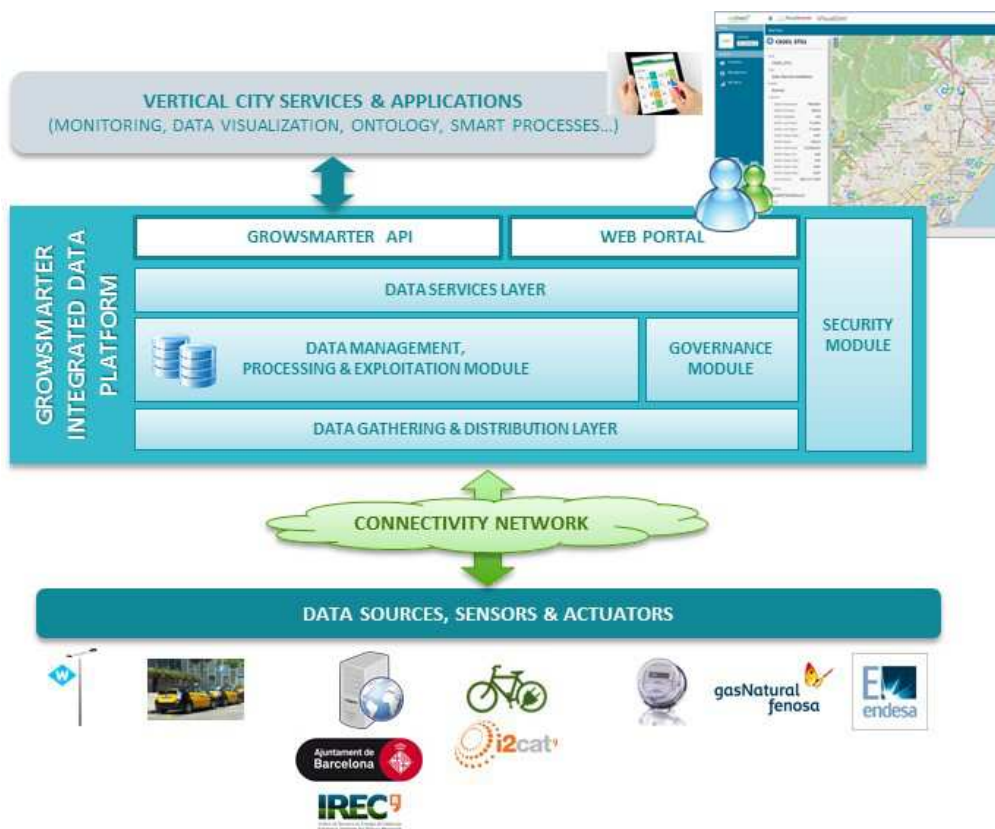 VERTICAL CITY SERVICES & APPLICATIONS
(MONITORING, DATA VISUALIZATION, ONTOLOGY, SMART PROCESSES...)
GROWSMARTER
INTEGRATED DATA
PLATFORM
GROWSMARTER API
WEB PORTAL
DATA SERVICES LAYER
DATA MANAGEMENT,
PROCESSING & EXPLOITATION MODULE
GOVERNANCE
MODULE
SECURITY
MODULE
DATA GATHERING & DISTRIBUTION LAYER
CONNECTIVITY NETWORK
DATA SOURCES, SENSORS & ACTUATORS
W
gasNatural
fenosa
E
endesa
i2cat
Ajuntament de
Barcelona
IREC